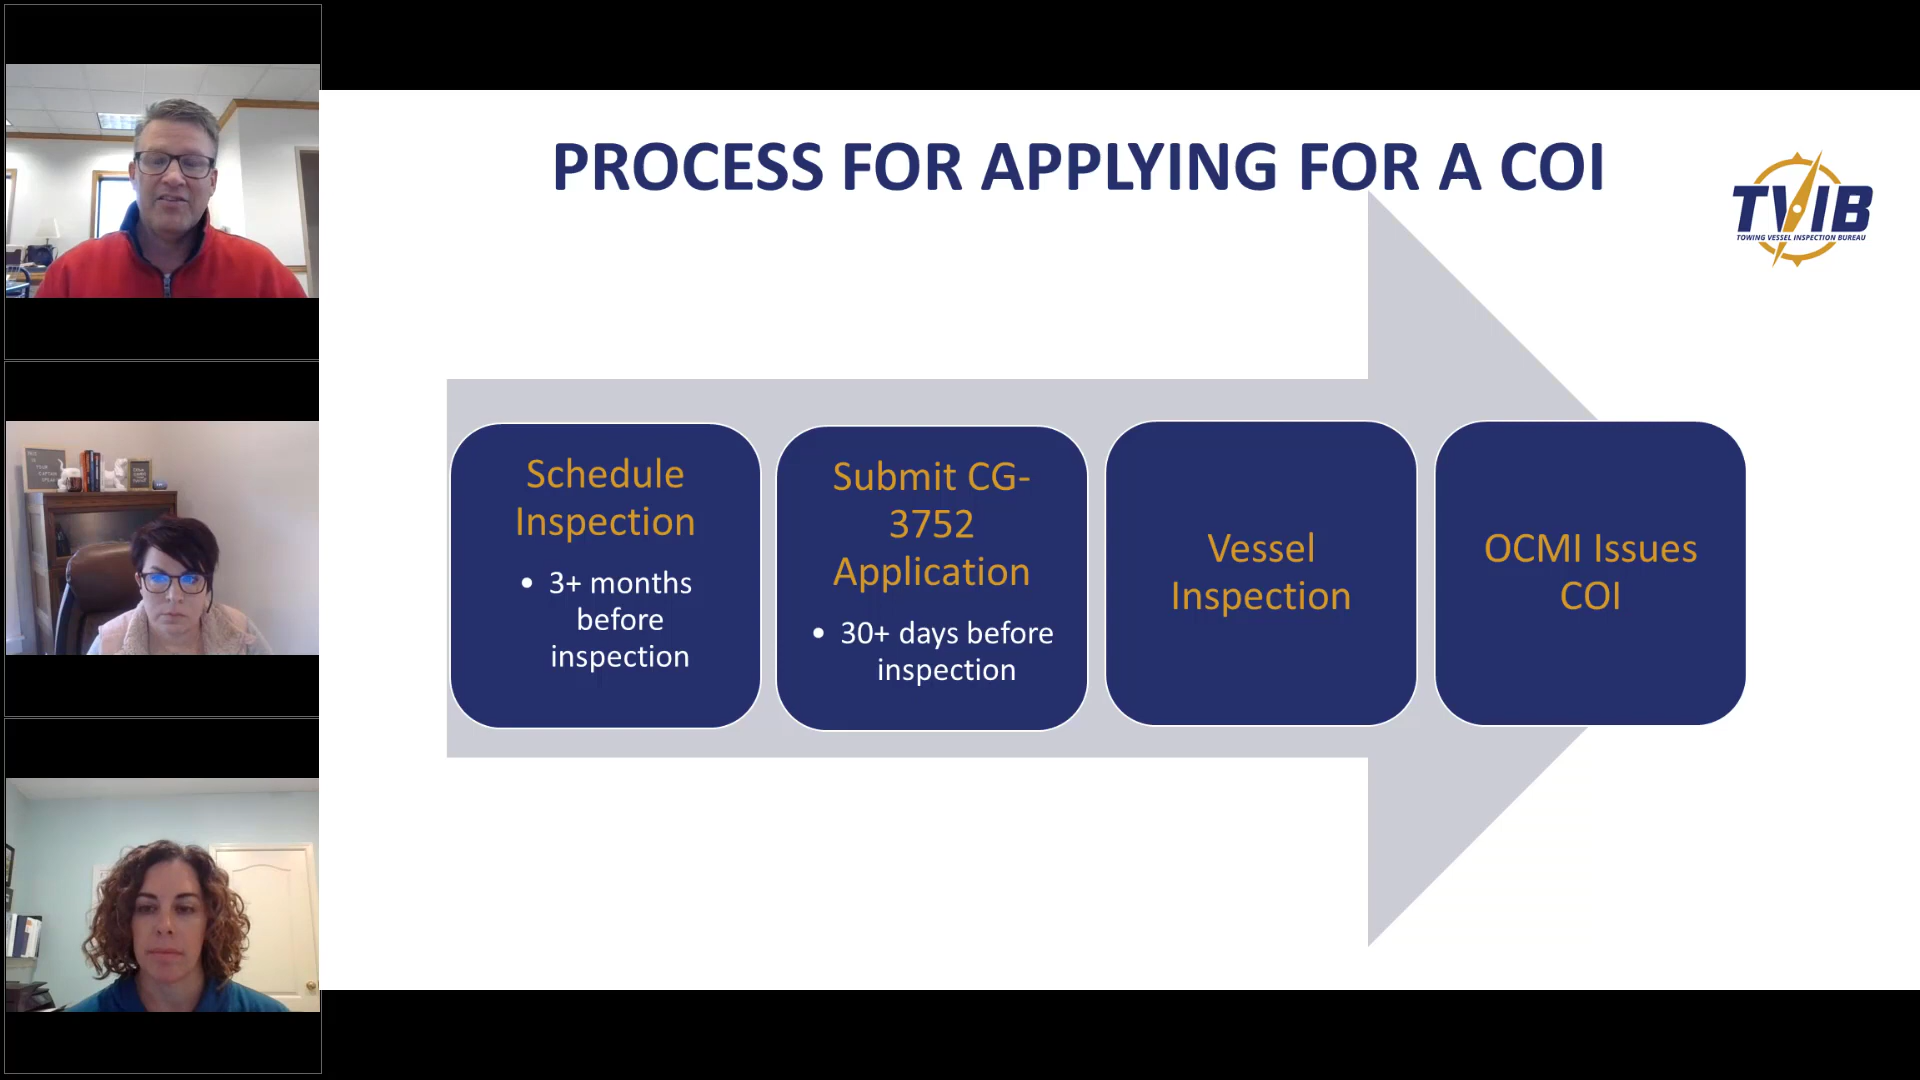 PROCESS FOR APPLYING FOR A COI
TVIB
TOWING VESSEL INSPECTION BUREAU
Schedule
Inspection
• 3+ months
before
inspection
Submit CG-
3752
Application
• 30+ days before
inspection
Vessel
Inspection
OCMI Issues
COI